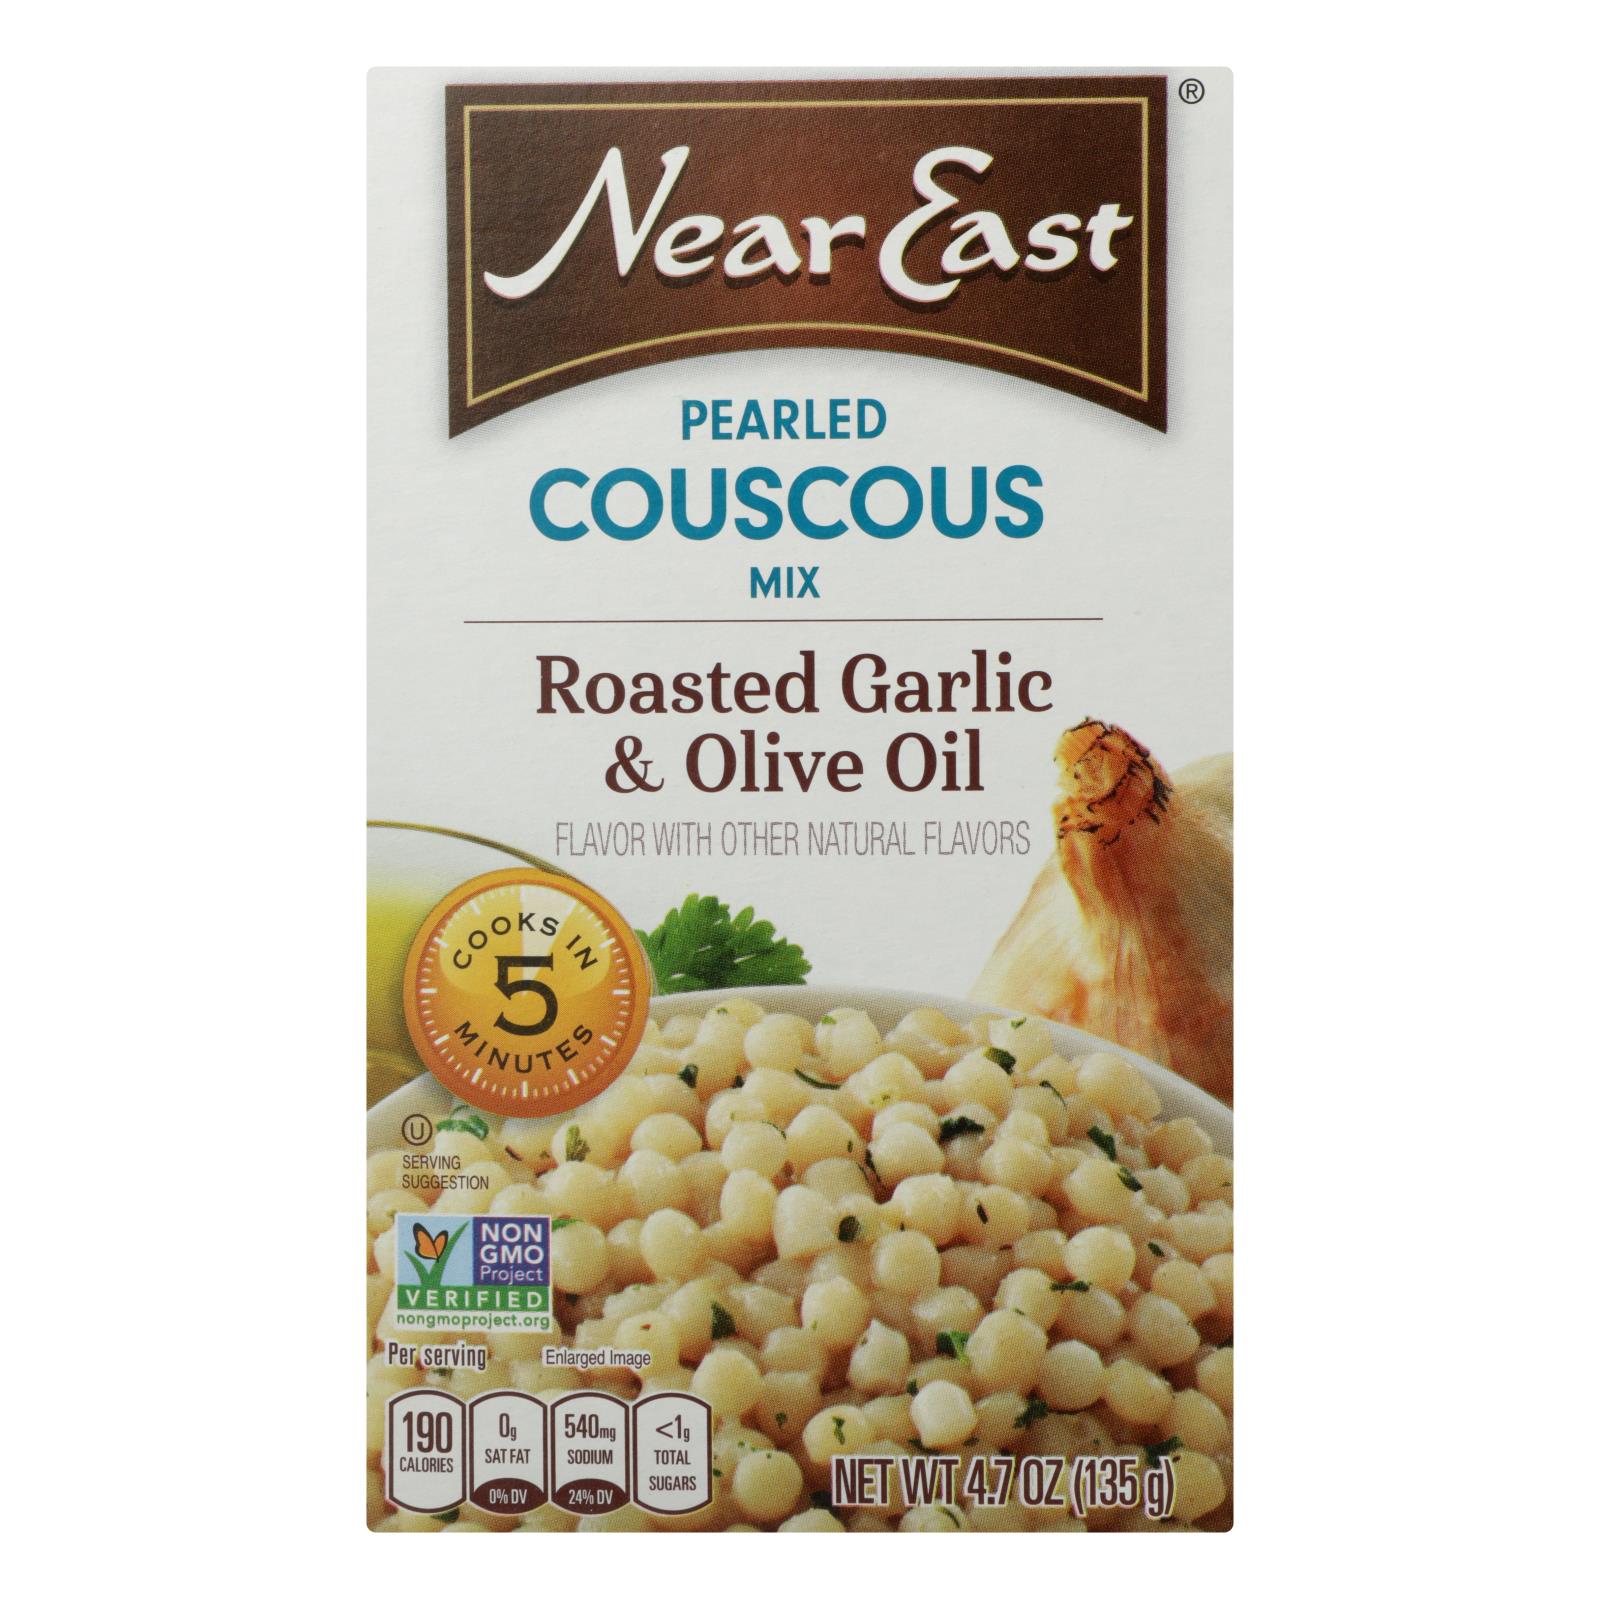 Near East ®
PEARLED
COUSCOUS
MIX
Roasted Garlic
& Olive Oil
FLAVOR WITH OTHER NATURAL FLAVORS
COOKS IN
5
MINUTES
U
SERVING
SUGGESTION
NON
GMO
Project
VERIFIED
nongmoproject.org
Per serving
Enlarged Image
190
CALORIES
0g
SAT FAT
0% DV
540mg
SODIUM
24% DV
<1g
TOTAL
SUGARS
NET WT 4.7 OZ (135 g)